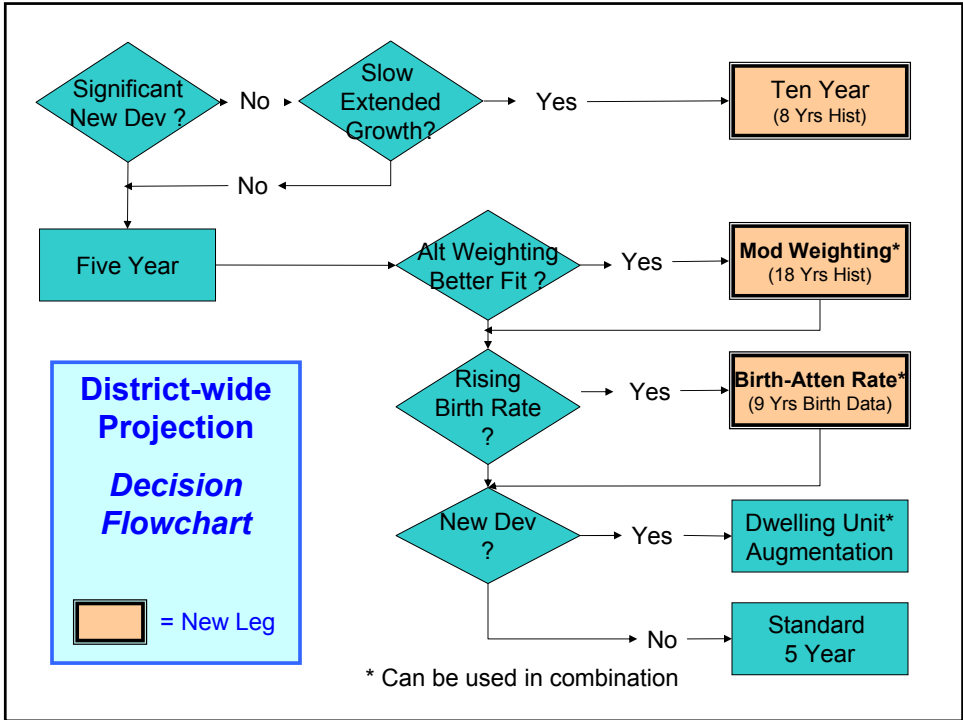 Significant
New Dev ?
No
Slow
Extended
Growth?
Yes
Ten Year
(8 Yrs Hist)
No
Five Year
Alt Weighting
Better Fit ?
Yes
Mod Weighting*
(18 Yrs Hist)
Rising
Birth Rate
?
Yes
Birth-Atten Rate*
(9 Yrs Birth Data)
New Dev
?
Yes
Dwelling Unit*
Augmentation
No
Standard
5 Year
* Can be used in combination
District-wide
Projection
Decision
Flowchart
= New Leg